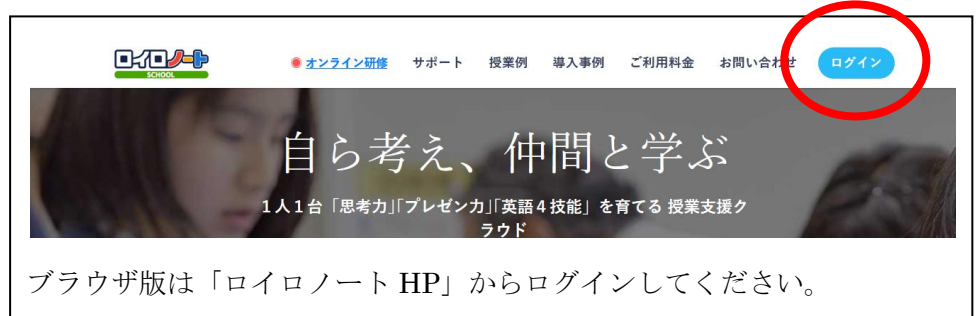 ロイロノート
SCHOOL
オンライン研修 サポート 授業例 導入事例 ご利用料金 お問い合わせ ログイン
自ら考え、仲間と学ぶ
1人1台「思考力」「プレゼン力」「英語4技能」を育てる 授業支援ク
ラウド
ブラウザ版は「ロイロノート HP」からログインしてください。